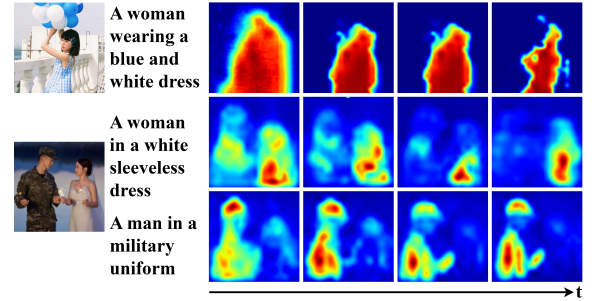 A woman
wearing a
blue and
white dress
A woman
in a white
sleeveless
dress
A man in a
military
uniform
t